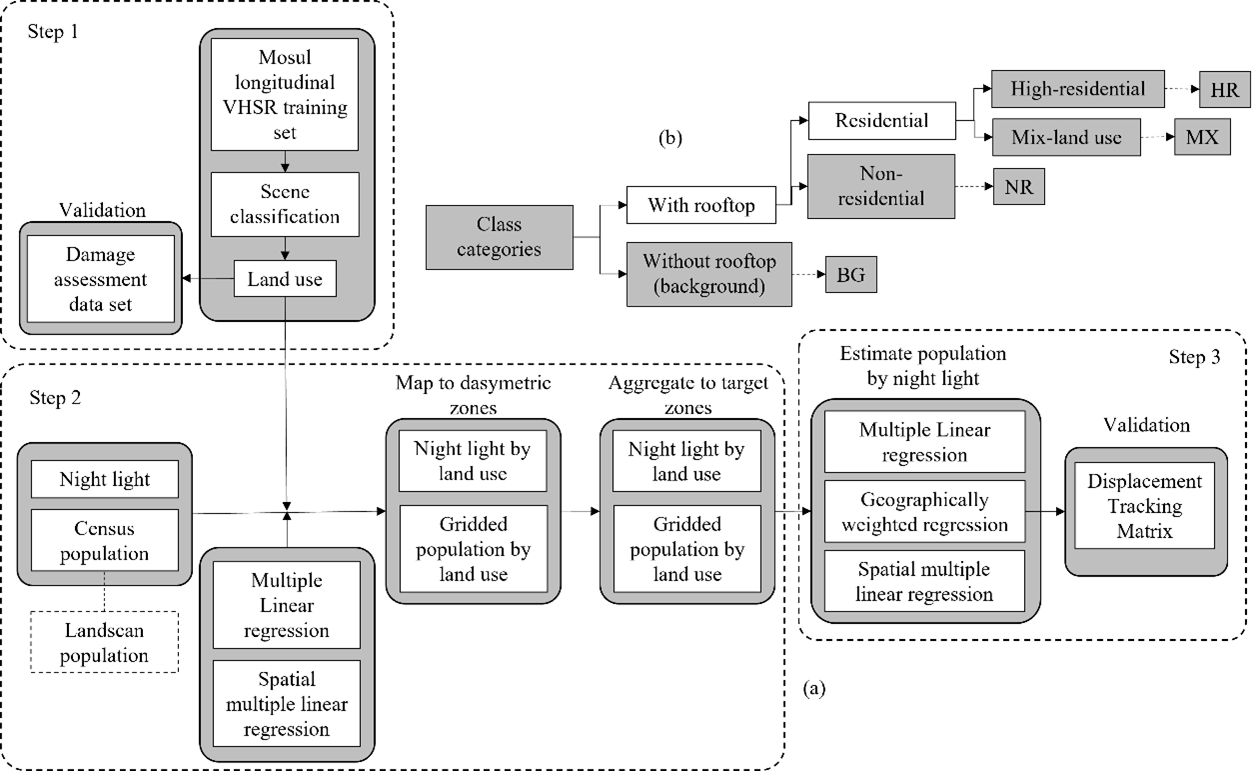 Step 1
Mosul
longitudinal
VHSR training
set
Scene
classification
Land use
Validation
Damage
assessment
data set
(b)
Class
categories
With rooftop
Without rooftop
(background)
BG
Residential
Non-
residential
NR
High-residential
HR
Mix-land use
MX
Step 2
Night light
Census
population
Landscan
population
Multiple
Linear
regression
Spatial
multiple linear
regression
Map to dasymetric
zones
Night light by
land use
Gridded
population by
land use
Aggregate to target
zones
Night light by
land use
Gridded
population by
land use
Step 3
Estimate population
by night light
Multiple Linear
regression
Geographically
weighted regression
Spatial multiple
linear regression
Validation
Displacement
Tracking
Matrix
(a)